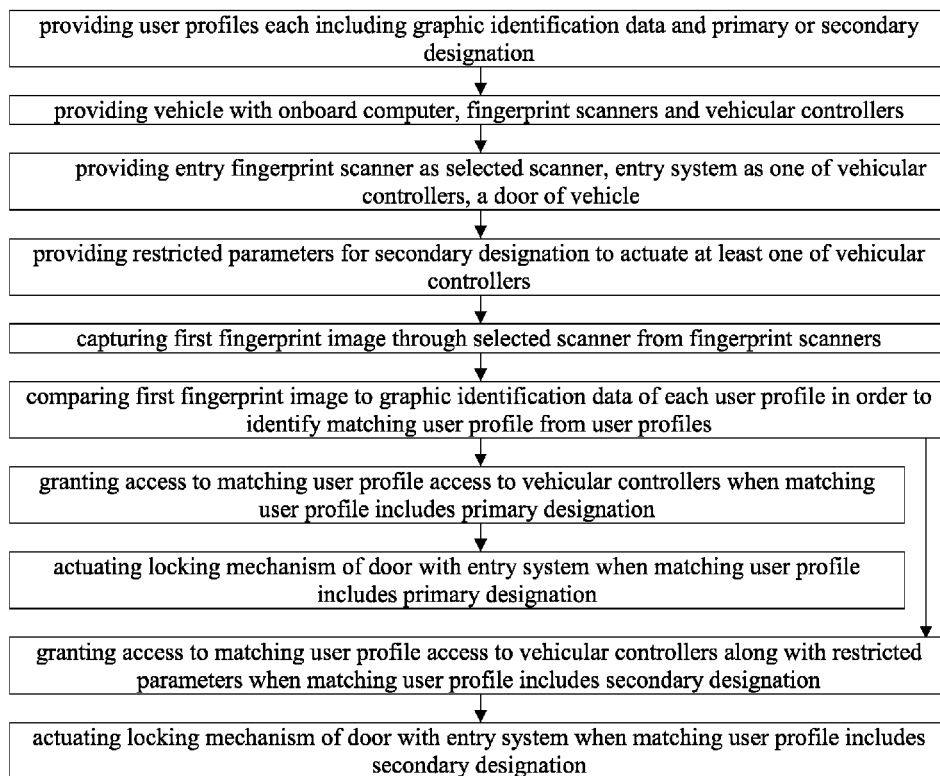 providing user profiles each including graphic identification data and primary or secondary
designation
providing vehicle with onboard computer, fingerprint scanners and vehicular controllers
providing entry fingerprint scanner as selected scanner, entry system as one of vehicular
controllers, a door of vehicle
providing restricted parameters for secondary designation to actuate at least one of vehicular
controllers
capturing first fingerprint image through selected scanner from fingerprint scanners
comparing first fingerprint image to graphic identification data of each user profile in order to
identify matching user profile from user profiles
granting access to matching user profile access to vehicular controllers when matching
user profile includes primary designation
actuating locking mechanism of door with entry system when matching user profile
includes primary designation
granting access to matching user profile access to vehicular controllers along with restricted
parameters when matching user profile includes secondary designation
actuating locking mechanism of door with entry system when matching user profile includes
secondary designation